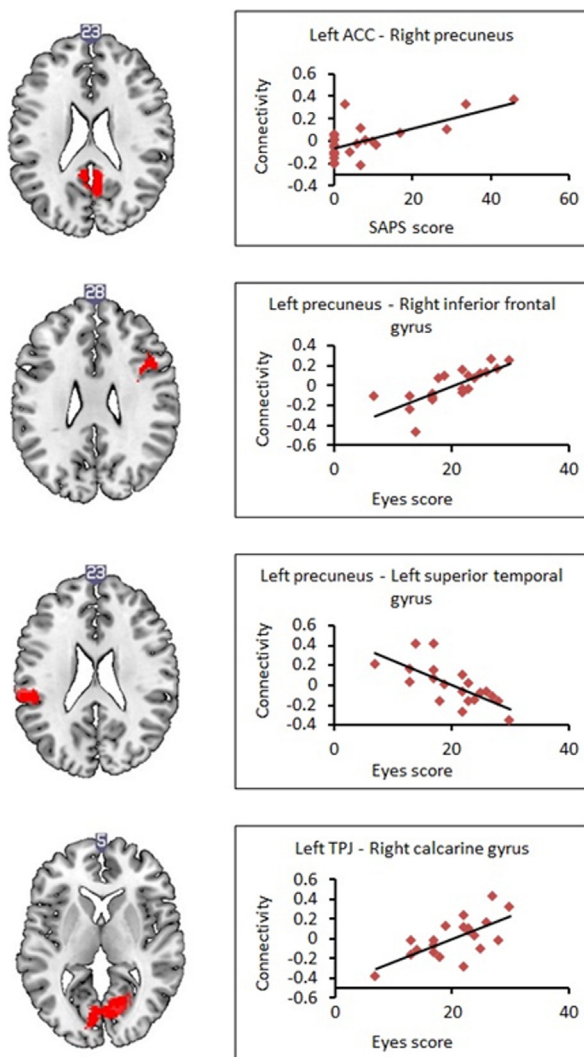 23
Left ACC - Right precuneus
0.6
0.4
0.2
0
-0.2
-0.4
Connectivity
0 20 40 60
SAPS score
28
Left precuneus - Right inferior frontal
gyrus
0.4
0.2
0
-0.2
-0.4
-0.6
Connectivity
0 20 40
Eyes score
23
Left precuneus - Left superior temporal
gyrus
0.6
0.4
0.2
0
-0.2
-0.4
Connectivity
0 20 40
Eyes score
5
Left TPJ - Right calcarine gyrus
0.6
0.4
0.2
0
-0.2
-0.4
-0.6
Connectivity
0 20 40
Eyes score